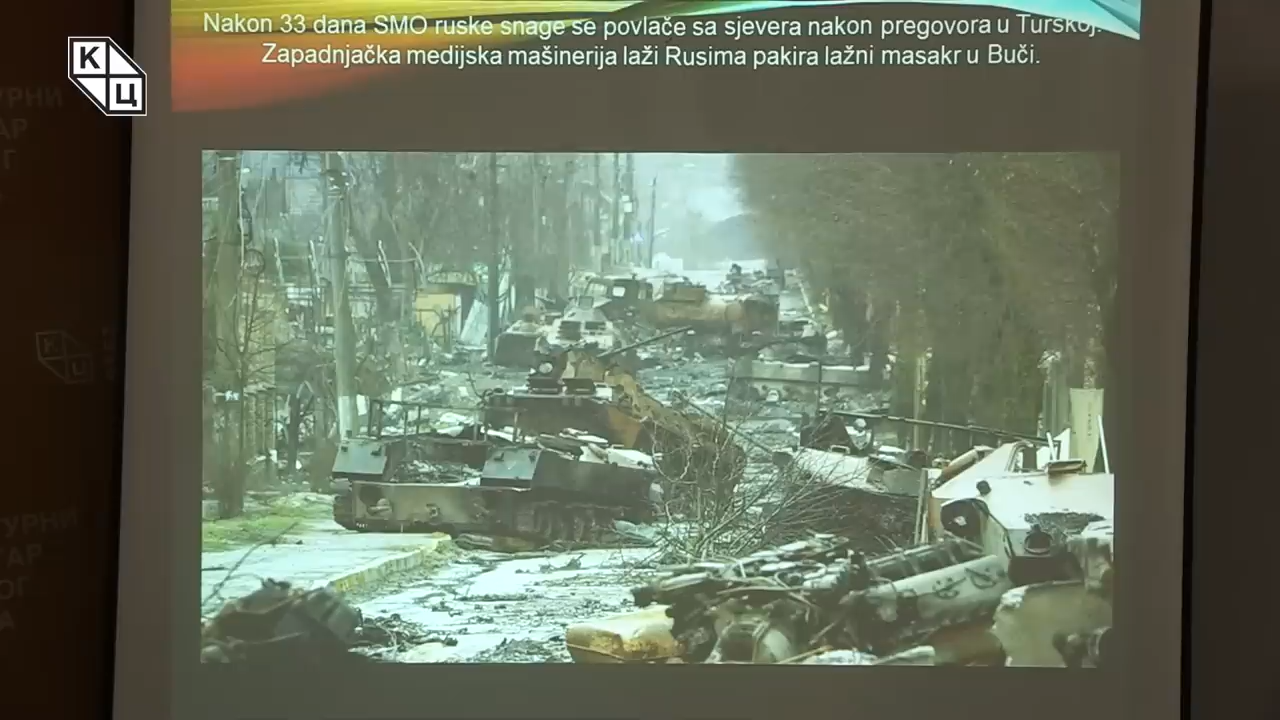 Nakon 33 dana SMO ruske snage se povlače sa sjevera nakon pregovora u Turskoj.
Zapadnjačka medijska mašinerija laži Rusima pakira lažni masakr u Buči.
К
Ц
К
Ц